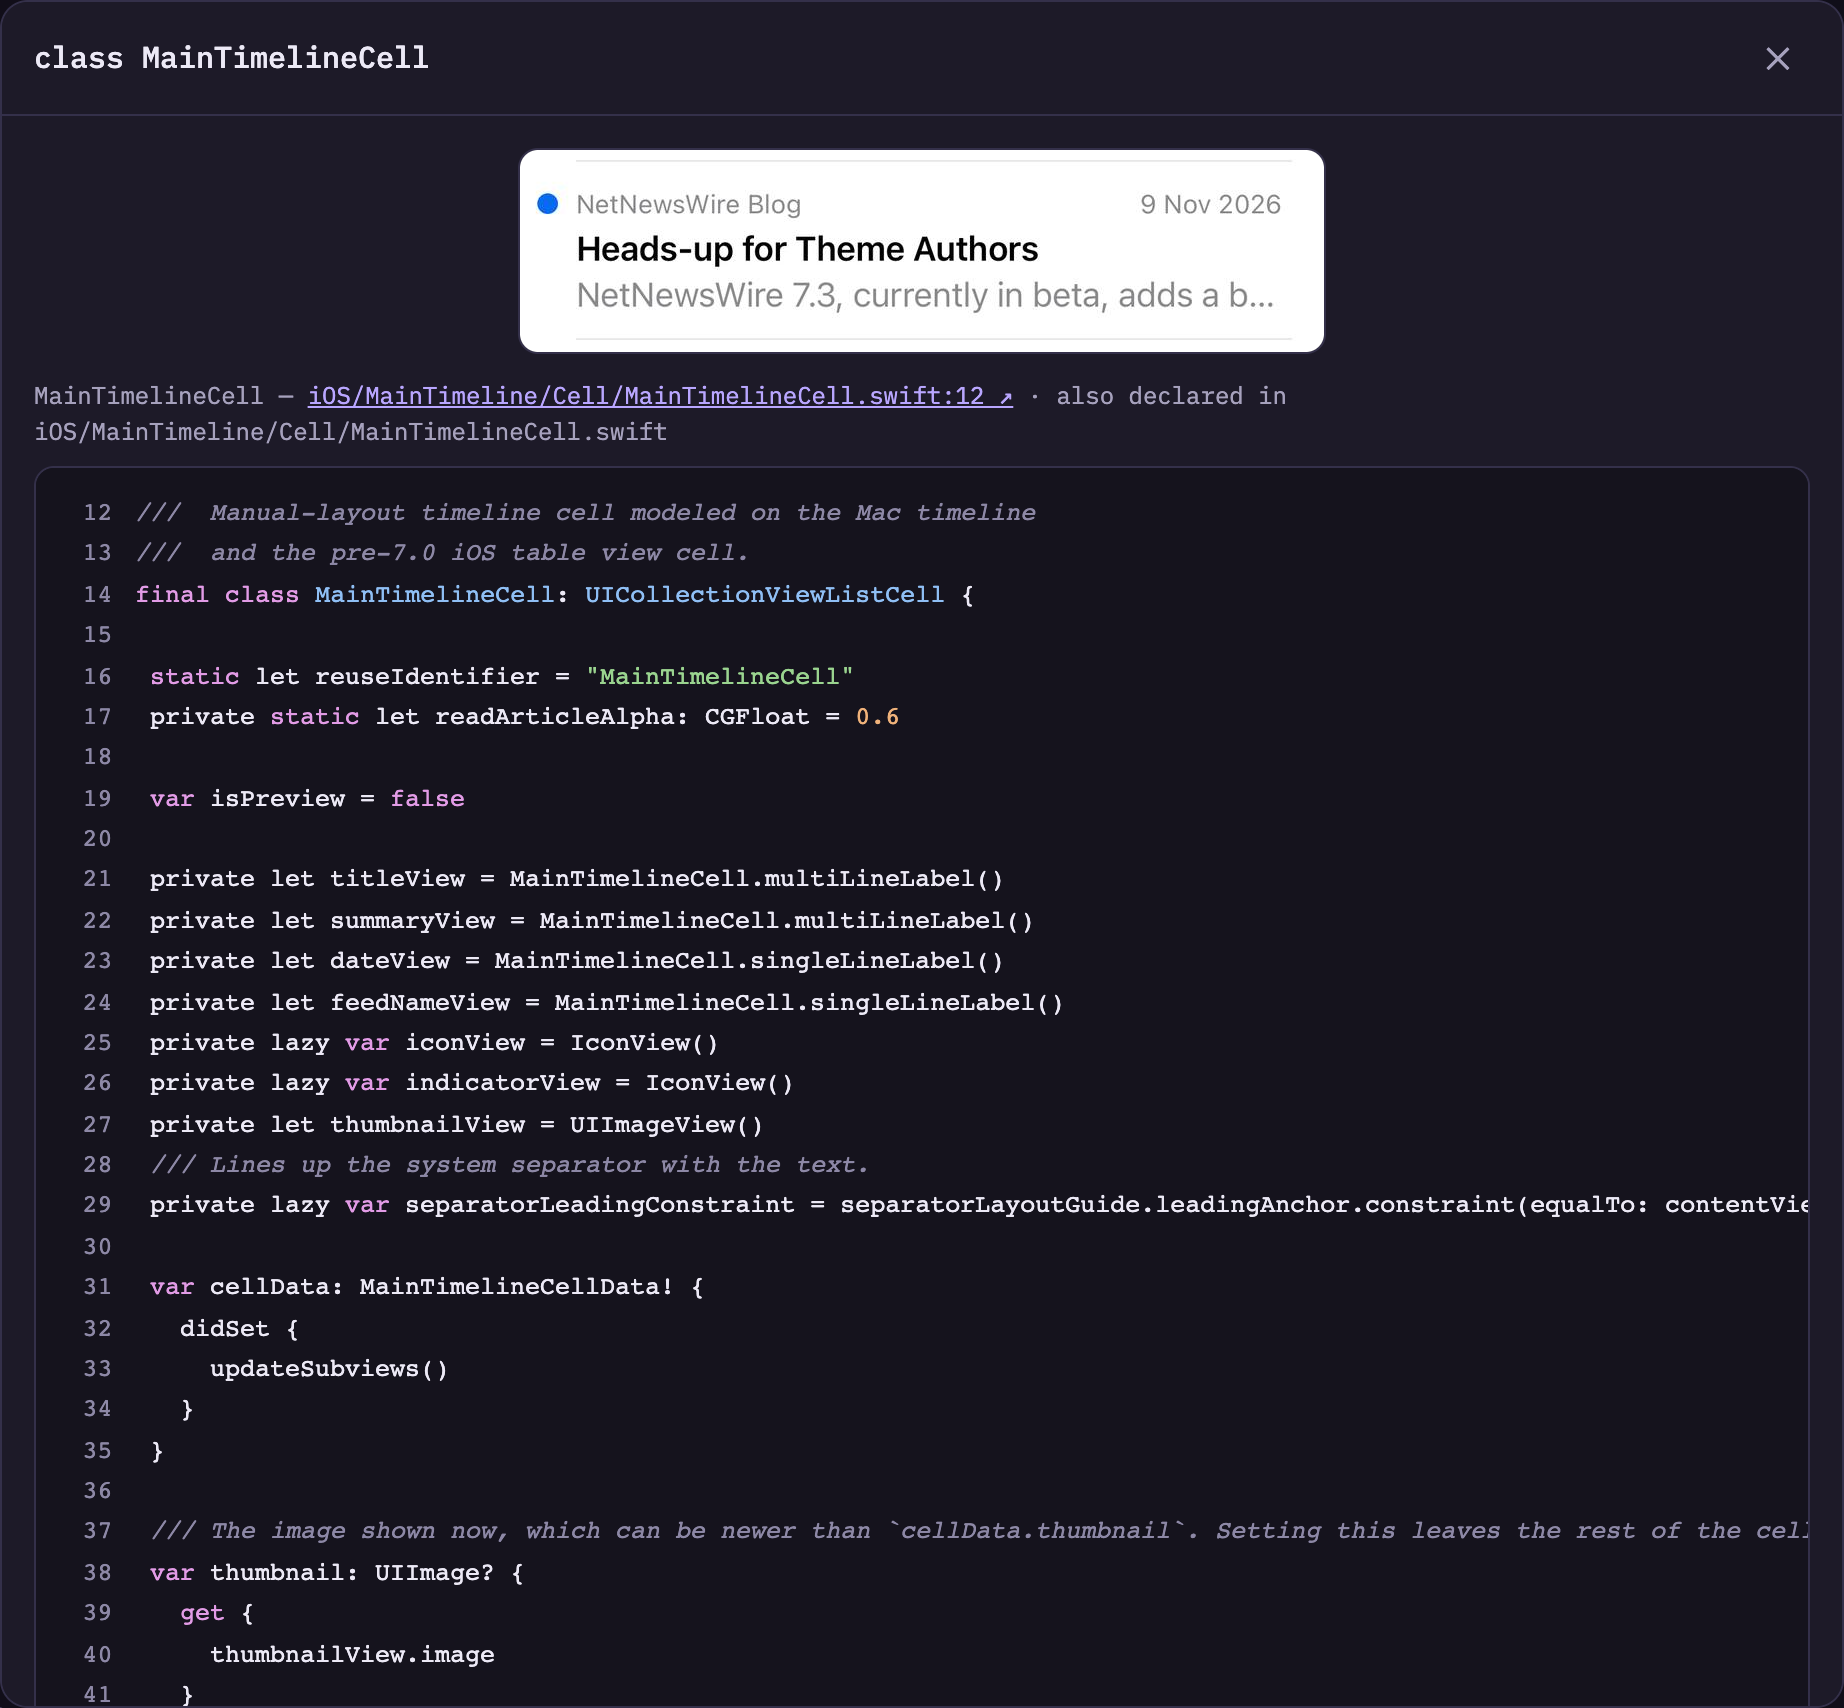 class MainTimelineCell
NetNewsWire Blog 9 Nov 2026
Heads-up for Theme Authors
NetNewsWire 7.3, currently in beta, adds a b...
MainTimelineCell — iOS/MainTimeline/Cell/MainTimelineCell.swift:12 ↗ · also declared in
iOS/MainTimeline/Cell/MainTimelineCell.swift
12 ///  Manual-layout timeline cell modeled on the Mac timeline
13 ///  and the pre-7.0 iOS table view cell.
14 final class MainTimelineCell: UICollectionViewListCell {
15
16  static let reuseIdentifier = "MainTimelineCell"
17  private static let readArticleAlpha: CGFloat = 0.6
18
19  var isPreview = false
20
21  private let titleView = MainTimelineCell.multiLineLabel()
22  private let summaryView = MainTimelineCell.multiLineLabel()
23  private let dateView = MainTimelineCell.singleLineLabel()
24  private let feedNameView = MainTimelineCell.singleLineLabel()
25  private lazy var iconView = IconView()
26  private lazy var indicatorView = IconView()
27  private let thumbnailView = UIImageView()
28  /// Lines up the system separator with the text.
29  private lazy var separatorLeadingConstraint = separatorLayoutGuide.leadingAnchor.constraint(equalTo: contentVie
30
31  var cellData: MainTimelineCellData! {
32    didSet {
33      updateSubviews()
34    }
35  }
36
37  /// The image shown now, which can be newer than `cellData.thumbnail`. Setting this leaves the rest of the cell
38  var thumbnail: UIImage? {
39    get {
40      thumbnailView.image
41    }